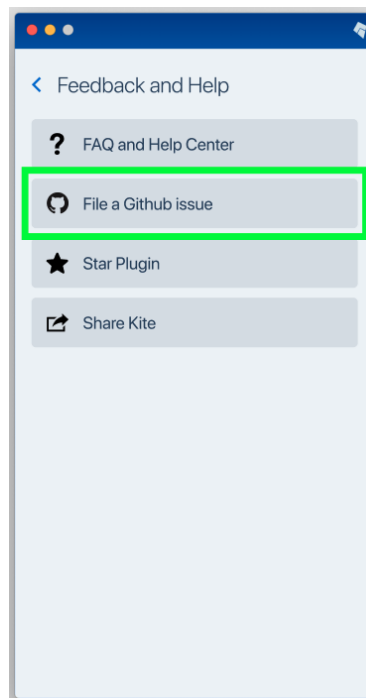 Feedback and Help
FAQ and Help Center
File a Github issue
Star Plugin
Share Kite